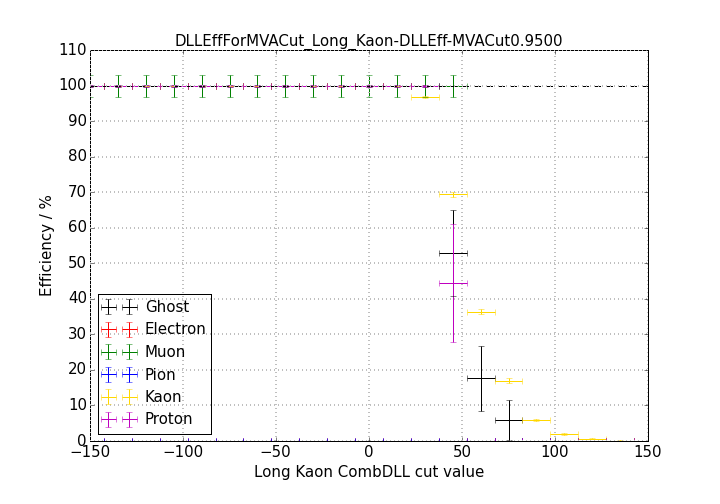 DLLEffForMVACut_Long_Kaon-DLLEff-MVACut0.9500
110
100
90
80
70
60
50
40
30
20
10
0
Efficiency / %
Ghost
Electron
Muon
Pion
Kaon
Proton
−150 −100 −50 0 50 100 150
Long Kaon CombDLL cut value